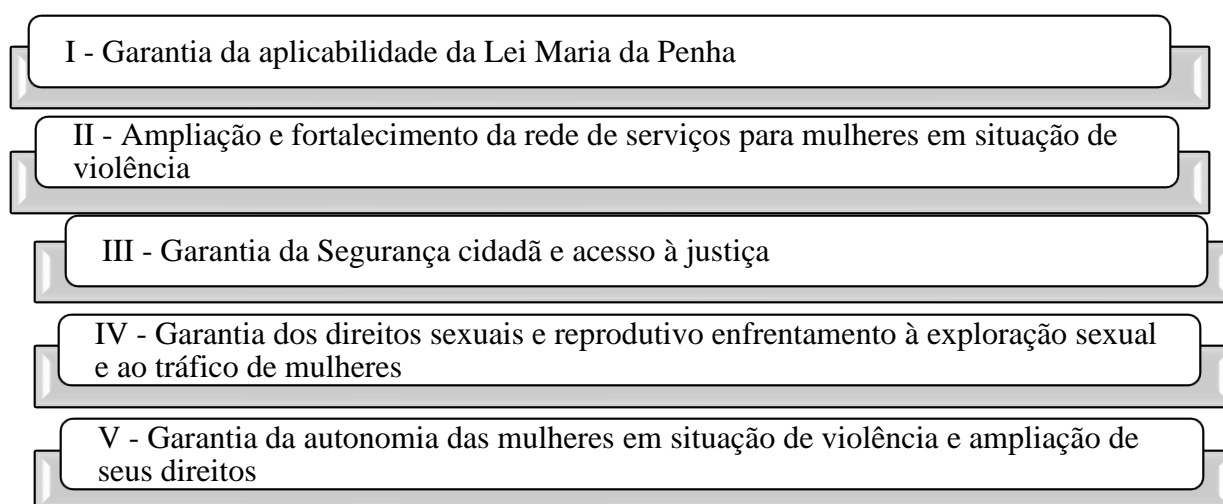 I - Garantia da aplicabilidade da Lei Maria da Penha
II - Ampliação e fortalecimento da rede de serviços para mulheres em situação de
violência
III - Garantia da Segurança cidadã e acesso à justiça
IV - Garantia dos direitos sexuais e reprodutivo enfrentamento à exploração sexual
e ao tráfico de mulheres
V - Garantia da autonomia das mulheres em situação de violência e ampliação de
seus direitos